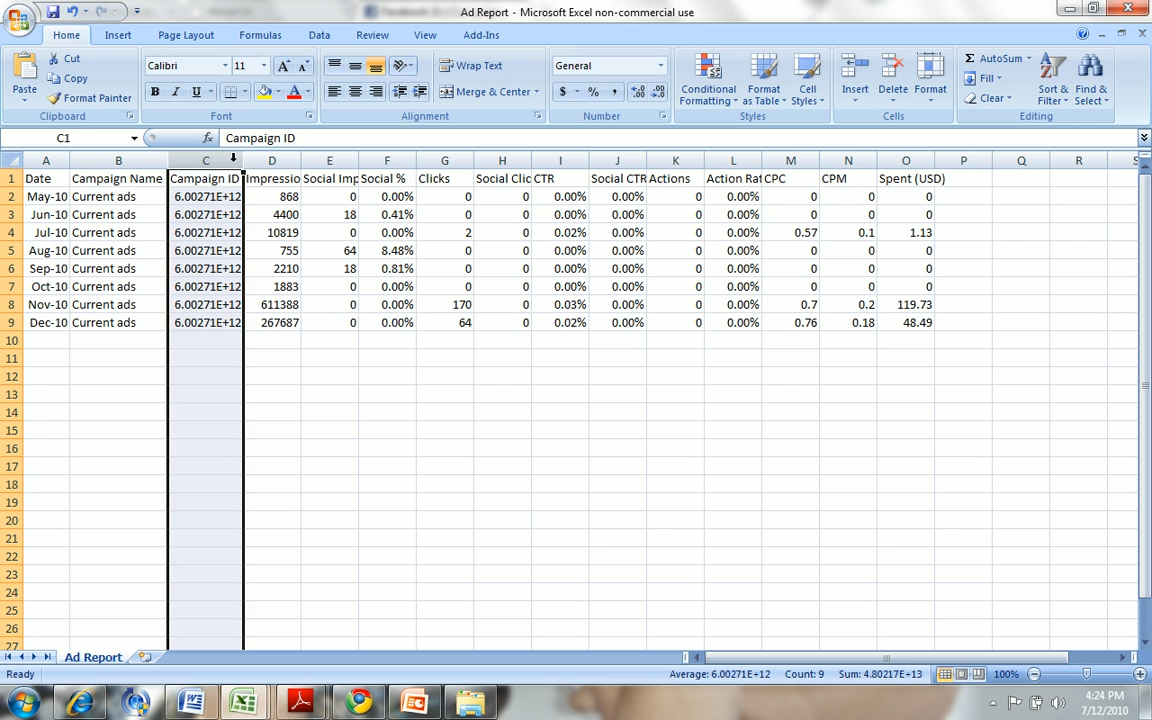 Ad Report - Microsoft Excel non-commercial use
Home Insert Page Layout Formulas Data Review View Add-Ins
Paste Cut Calibri 11 Wrap Text General Conditional Formatting Format as Table Cell Styles Insert Delete Format AutoSum Sort & Filter Find & Select
Copy Fill
Format Painter B I U A Merge & Center $ % , Clear
Clipboard Font Alignment Number Styles Cells Editing
C1 fx Campaign ID
A B C D E F G H I J K L M N O P Q R S
1 Date Campaign Name Campaign ID Impressio Social Imp Social % Clicks Social Clic CTR Social CTR Actions Action Rat CPC CPM Spent (USD)
2 May-10 Current ads 6.00271E+12 868 0 0.00% 0 0 0.00% 0.00% 0 0.00% 0 0 0
3 Jun-10 Current ads 6.00271E+12 4400 18 0.41% 0 0 0.00% 0.00% 0 0.00% 0 0 0
4 Jul-10 Current ads 6.00271E+12 10819 0 0.00% 2 0 0.02% 0.00% 0 0.00% 0.57 0.1 1.13
5 Aug-10 Current ads 6.00271E+12 755 64 8.48% 0 0 0.00% 0.00% 0 0.00% 0 0 0
6 Sep-10 Current ads 6.00271E+12 2210 18 0.81% 0 0 0.00% 0.00% 0 0.00% 0 0 0
7 Oct-10 Current ads 6.00271E+12 1883 0 0.00% 0 0 0.00% 0.00% 0 0.00% 0 0 0
8 Nov-10 Current ads 6.00271E+12 611388 0 0.00% 170 0 0.03% 0.00% 0 0.00% 0.7 0.2 119.73
9 Dec-10 Current ads 6.00271E+12 267687 0 0.00% 64 0 0.02% 0.00% 0 0.00% 0.76 0.18 48.49
10
11
12
13
14
15
16
17
18
19
20
21
22
23
24
25
26
27
Ad Report
Ready Average: 6.00271E+12 Count: 9 Sum: 4.80217E+13 100%
4:24 PM
7/12/2010